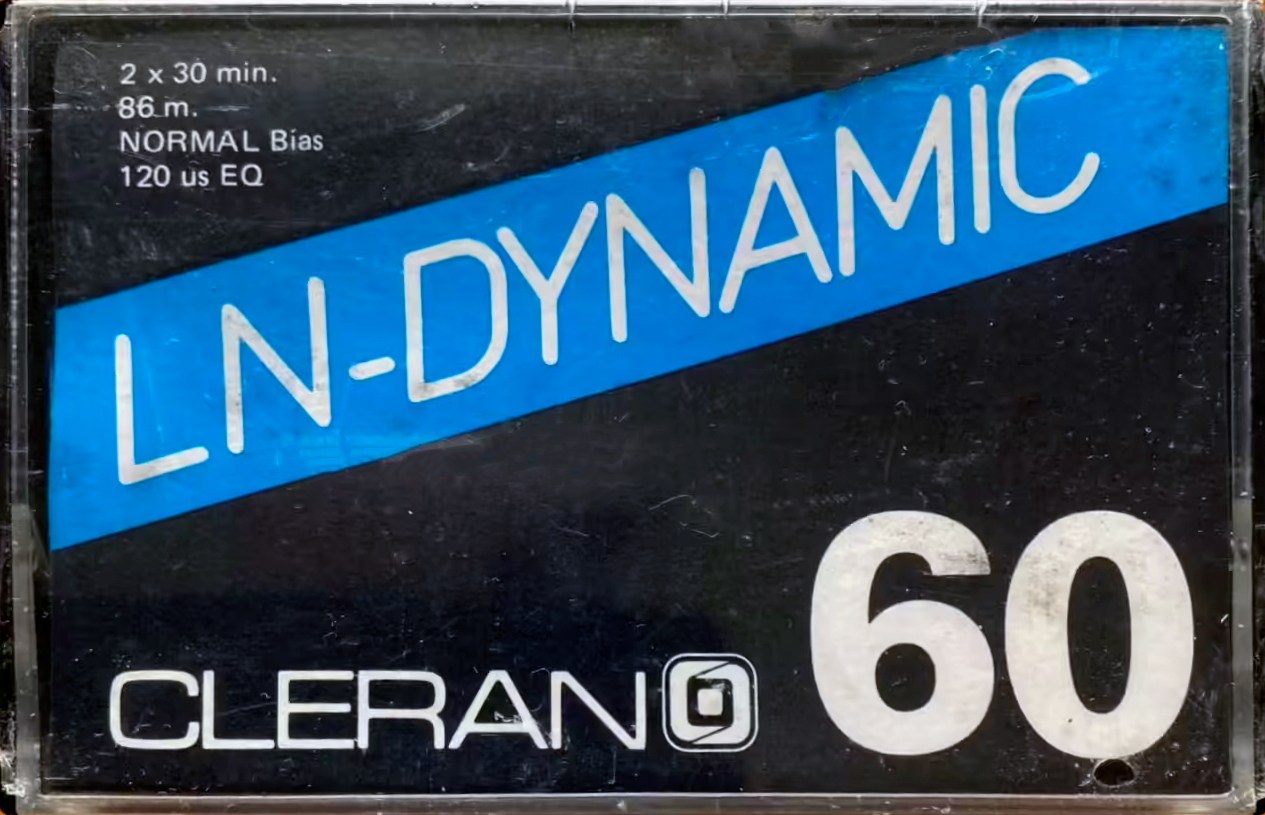 2 x 30 min.
86 m.
NORMAL Bias
120 us EQ
LN-DYNAMIC
CLERAN
60